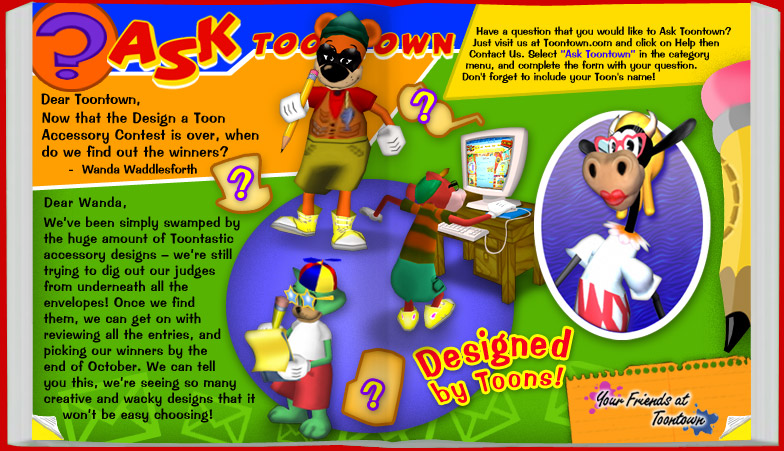 ?
ASK TOONTOWN
Have a question that you would like to Ask Toontown?
Just visit us at Toontown.com and click on Help then
Contact Us. Select "Ask Toontown" in the category
menu, and complete the form with your question.
Don't forget to include your Toon's name!
Dear Toontown,
Now that the Design a Toon
Accessory Contest is over, when
do we find out the winners?
- Wanda Waddlesforth
?
?
Dear Wanda,
We've been simply swamped by
the huge amount of Toontastic
accessory designs – we're still
trying to dig out our judges
from underneath all the
envelopes! Once we find
them, we can get on with
reviewing all the entries, and
picking our winners by the
end of October. We can tell
you this, we're seeing so many
creative and wacky designs that it
won't be easy choosing!
?
Designed
by Toons!
Your Friends at
Toontown